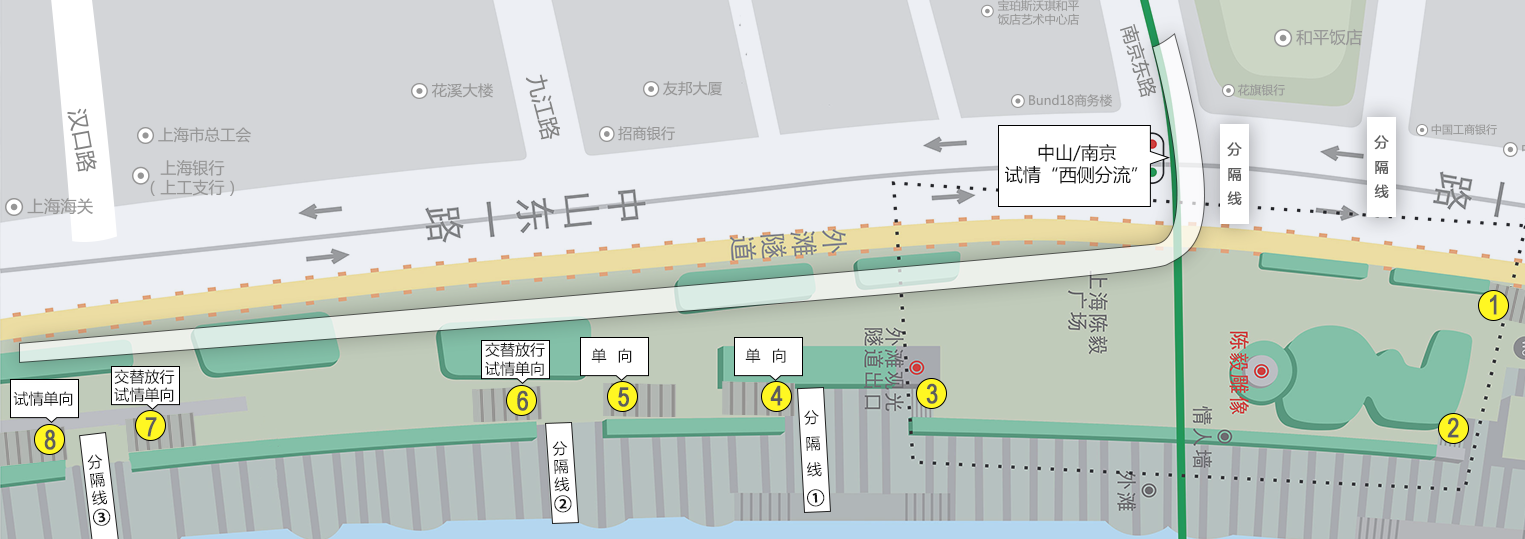 宝珀斯沃琪和平
饭店艺术中心店
和平饭店
南京东路
花旗银行
Bund18商务楼
中国工商银行
九江路
花溪大楼
友邦大厦
招商银行
汉口路
上海市总工会
上海银行
（上工支行）
上海海关
中山东一路
一路
中山/南京
试情“西侧分流”
分隔线
分隔线
外滩隧道
上海陈毅
广场
外滩观光
隧道出口
陈毅雕像
情人墙
外滩
1
2
3
单 向
4
单 向
5
交替放行
试情单向
6
交替放行
试情单向
7
试情单向
8
分隔线①
分隔线②
分隔线③